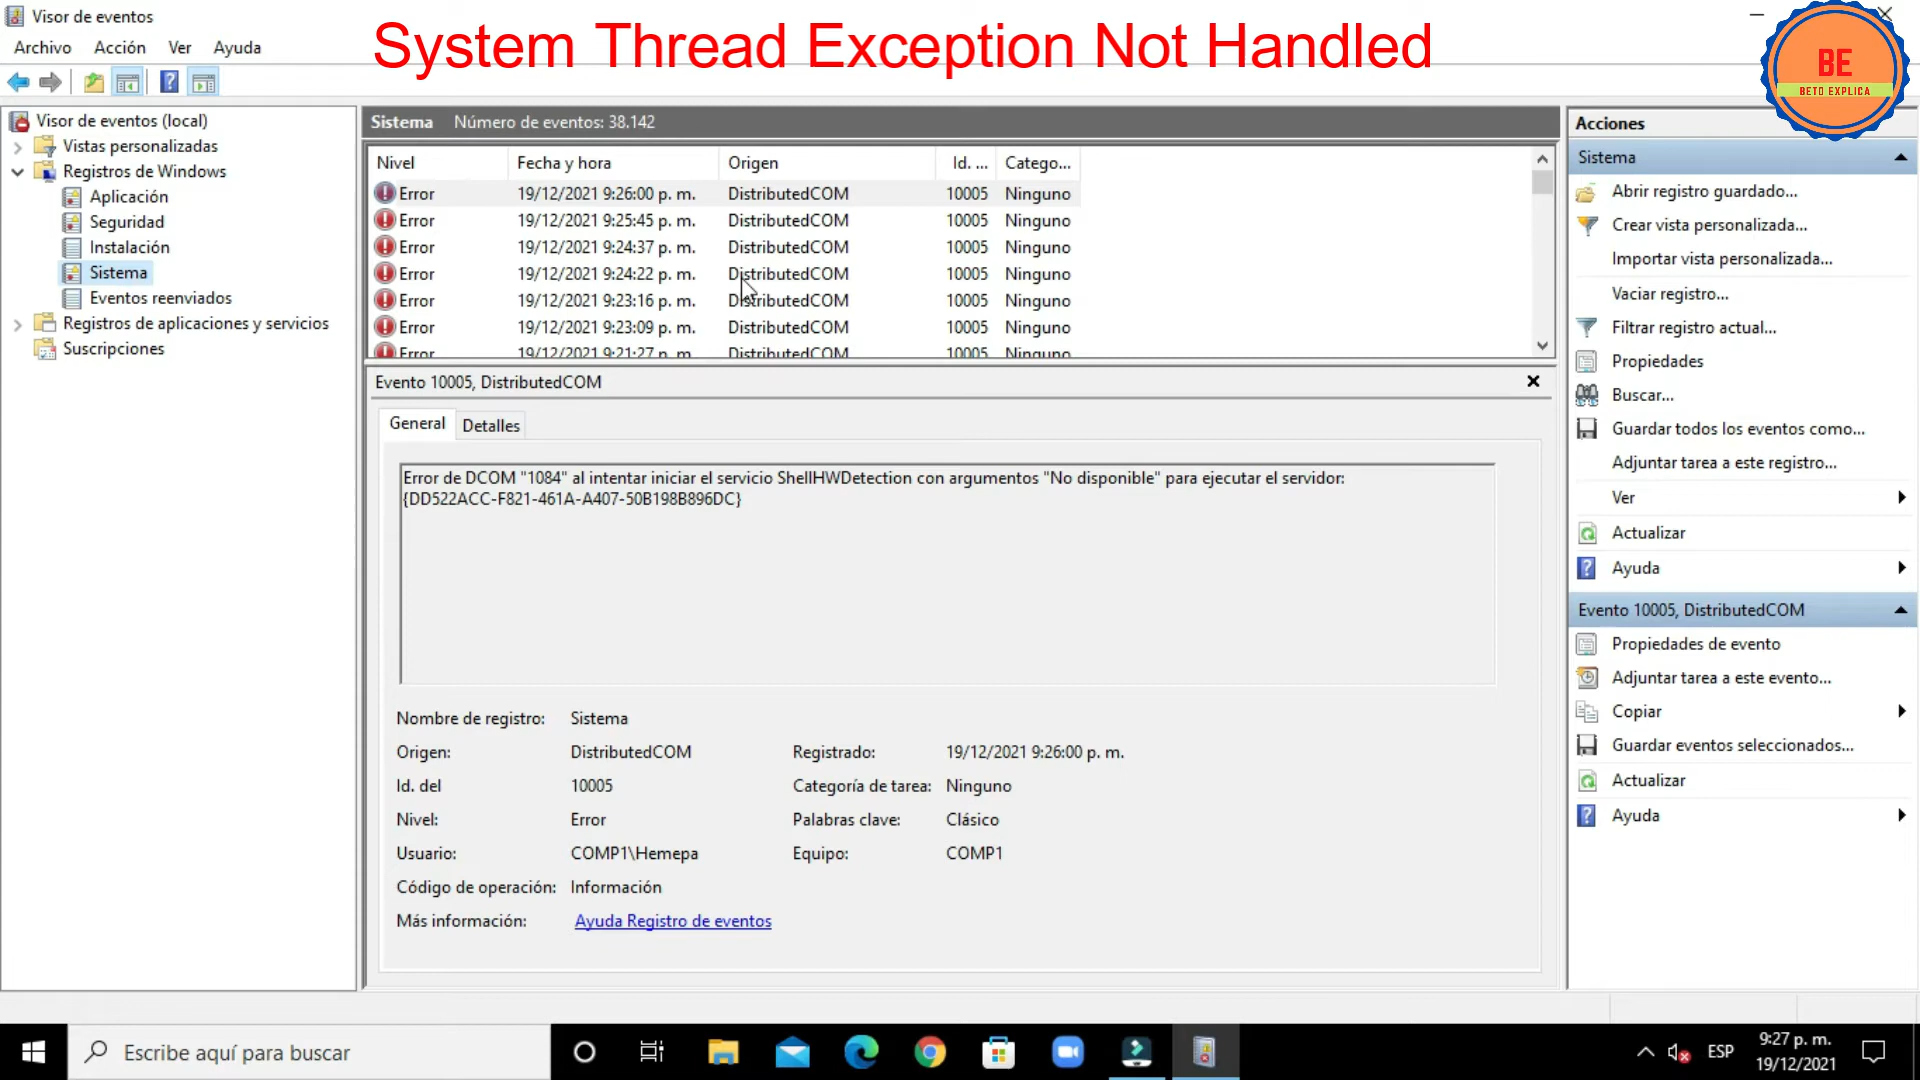 Visor de eventos
System Thread Exception Not Handled
BE
BETO EXPLICA
Archivo Acción Ver Ayuda
Visor de eventos (local)
Vistas personalizadas
Registros de Windows
Aplicación
Seguridad
Instalación
Sistema
Eventos reenviados
Registros de aplicaciones y servicios
Suscripciones
Sistema Número de eventos: 38.142
Nivel Fecha y hora Origen Id. ... Catego...
Error 19/12/2021 9:26:00 p. m. DistributedCOM 10005 Ninguno
Error 19/12/2021 9:25:45 p. m. DistributedCOM 10005 Ninguno
Error 19/12/2021 9:24:37 p. m. DistributedCOM 10005 Ninguno
Error 19/12/2021 9:24:22 p. m. DistributedCOM 10005 Ninguno
Error 19/12/2021 9:23:16 p. m. DistributedCOM 10005 Ninguno
Error 19/12/2021 9:23:09 p. m. DistributedCOM 10005 Ninguno
Error 19/12/2021 9:21:27 p. m. DistributedCOM 10005 Ninguno
Evento 10005, DistributedCOM
General Detalles
Error de DCOM "1084" al intentar iniciar el servicio ShellHWDetection con argumentos "No disponible" para ejecutar el servidor:
{DD522ACC-F821-461A-A407-50B198B896DC}
Nombre de registro: Sistema
Origen: DistributedCOM Registrado: 19/12/2021 9:26:00 p. m.
Id. del 10005 Categoría de tarea: Ninguno
Nivel: Error Palabras clave: Clásico
Usuario: COMP1\Hemepa Equipo: COMP1
Código de operación: Información
Más información: Ayuda Registro de eventos
Acciones
Sistema
Abrir registro guardado...
Crear vista personalizada...
Importar vista personalizada...
Vaciar registro...
Filtrar registro actual...
Propiedades
Buscar...
Guardar todos los eventos como...
Adjuntar tarea a este registro...
Ver
Actualizar
Ayuda
Evento 10005, DistributedCOM
Propiedades de evento
Adjuntar tarea a este evento...
Copiar
Guardar eventos seleccionados...
Actualizar
Ayuda
Escribe aquí para buscar
ESP
9:27 p. m.
19/12/2021